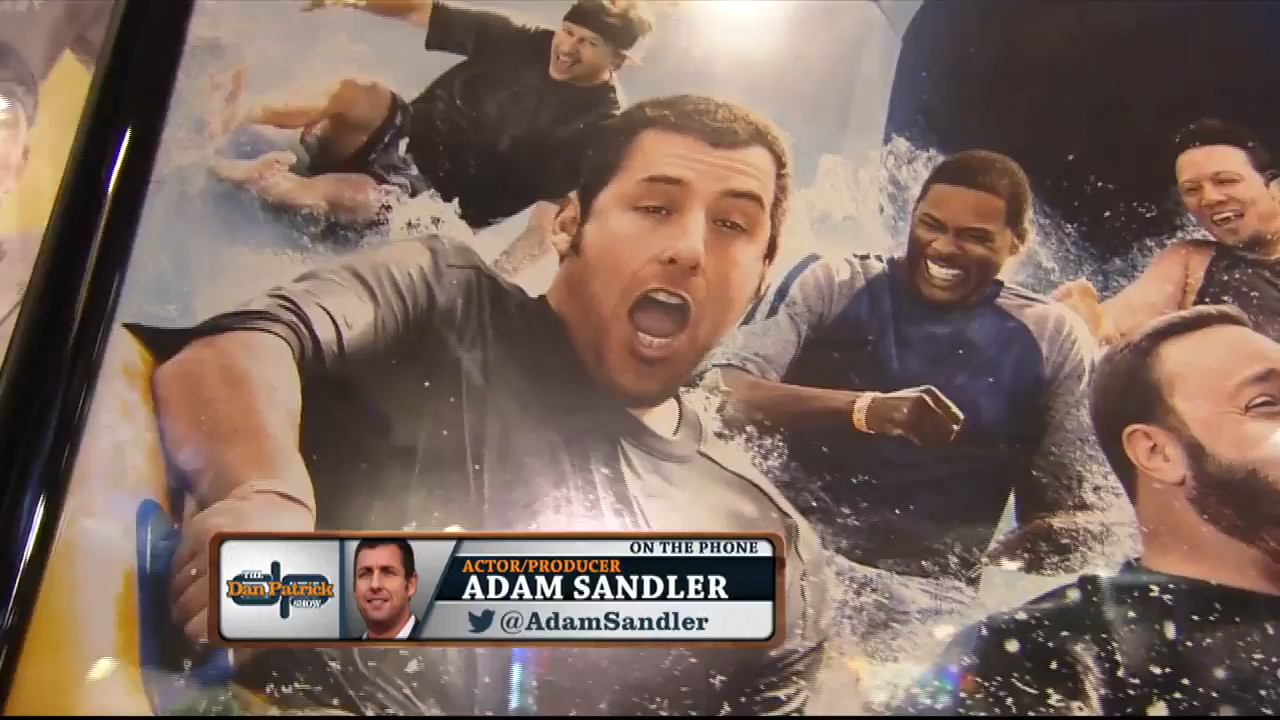 ON THE PHONE
THE
Dan Patrick
SHOW
ACTOR/PRODUCER
ADAM SANDLER
@AdamSandler